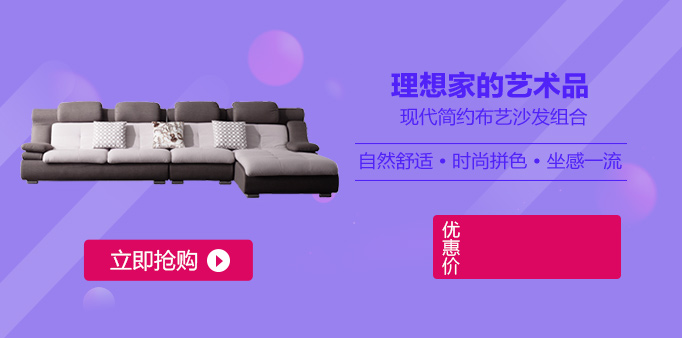 理想家的艺术品
现代简约布艺沙发组合
自然舒适 • 时尚拼色 • 坐感一流
立即抢购
优惠价